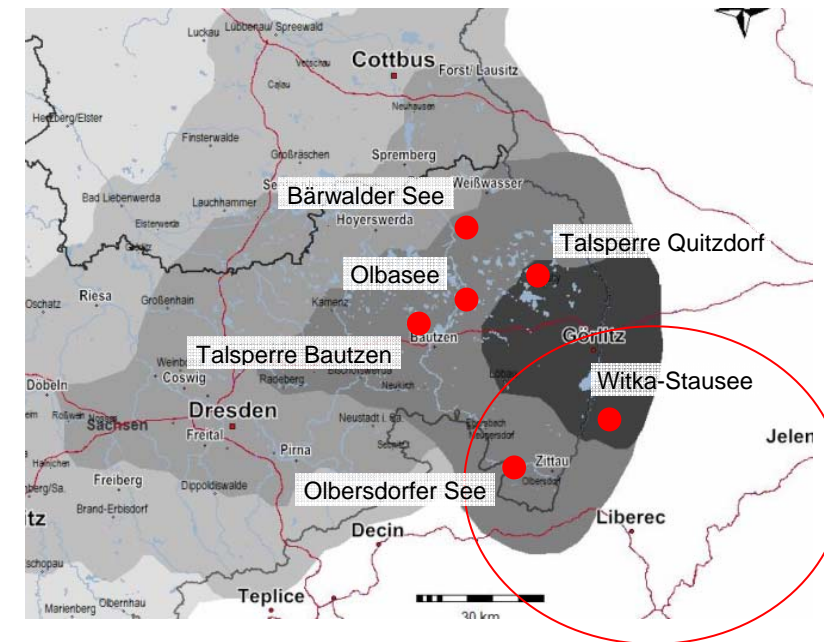 Luckau
Lübbenau/ Spreewald
Vetschau
Cottbus
Calau
Forst/ Lausitz
Neuhausen
Herzberg/Elster
Finsterwalde
Großräschen
Spremberg
Weißwasser
Bad Liebenwerda
Lauchhammer
Bärwalder See
Elsterwerda
Hoyerswerda
Talsperre Quitzdorf
Olbasee
Oschatz
Riesa
Großenhain
Kamenz
Görlitz
Bautzen
Talsperre Bautzen
Witka-Stausee
Coswig
Radeberg
Bischofswerda
Löbau
Döbeln
Neukirch
Dresden
Neustadt i.
Sachsen
Freital
Jelen
Pirna
Zittau
Olbersdorf
Freiberg
Dippoldiswalde
Olbersdorfer See
Brand-Erbisdorf
Liberec
Decin
Teplice
Marienberg
Olbernhau
30 km